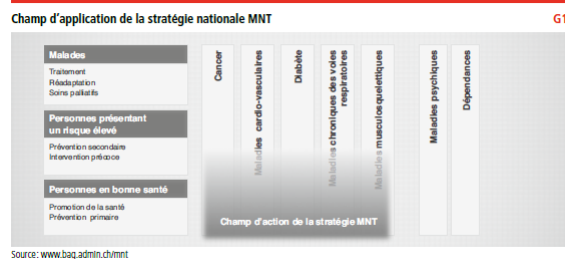 Champ d'application de la stratégie nationale MNT
G1
Malades
Traitement
Réadaptation
Soins palliatifs
Personnes présentant
un risque élevé
Prévention secondaire
Intervention précoce
Personnes en bonne santé
Promotion de la santé
Prévention primaire
Cancer
Maladies cardio-vasculaires
Diabète
Maladies chroniques des voies
respiratoires
Maladies musculosquelettiques
Maladies psychiques
Dépendances
Champ d'action de la stratégie MNT
Source: www.bag.admin.ch/mnt